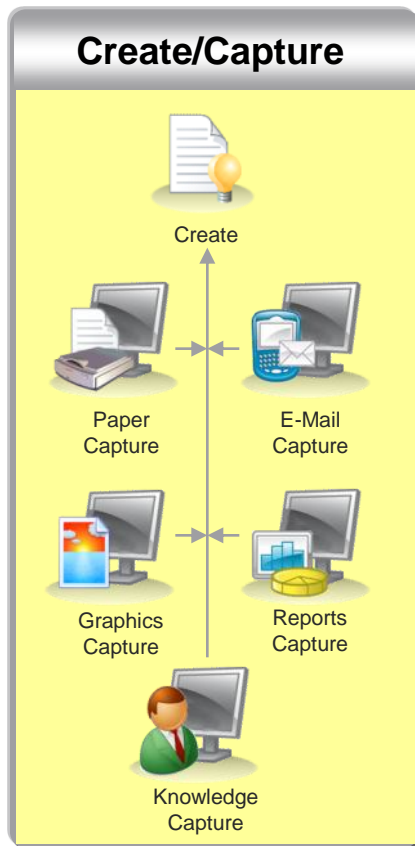 Create/Capture
Create
Paper
Capture
E-Mail
Capture
Graphics
Capture
Reports
Capture
Knowledge
Capture